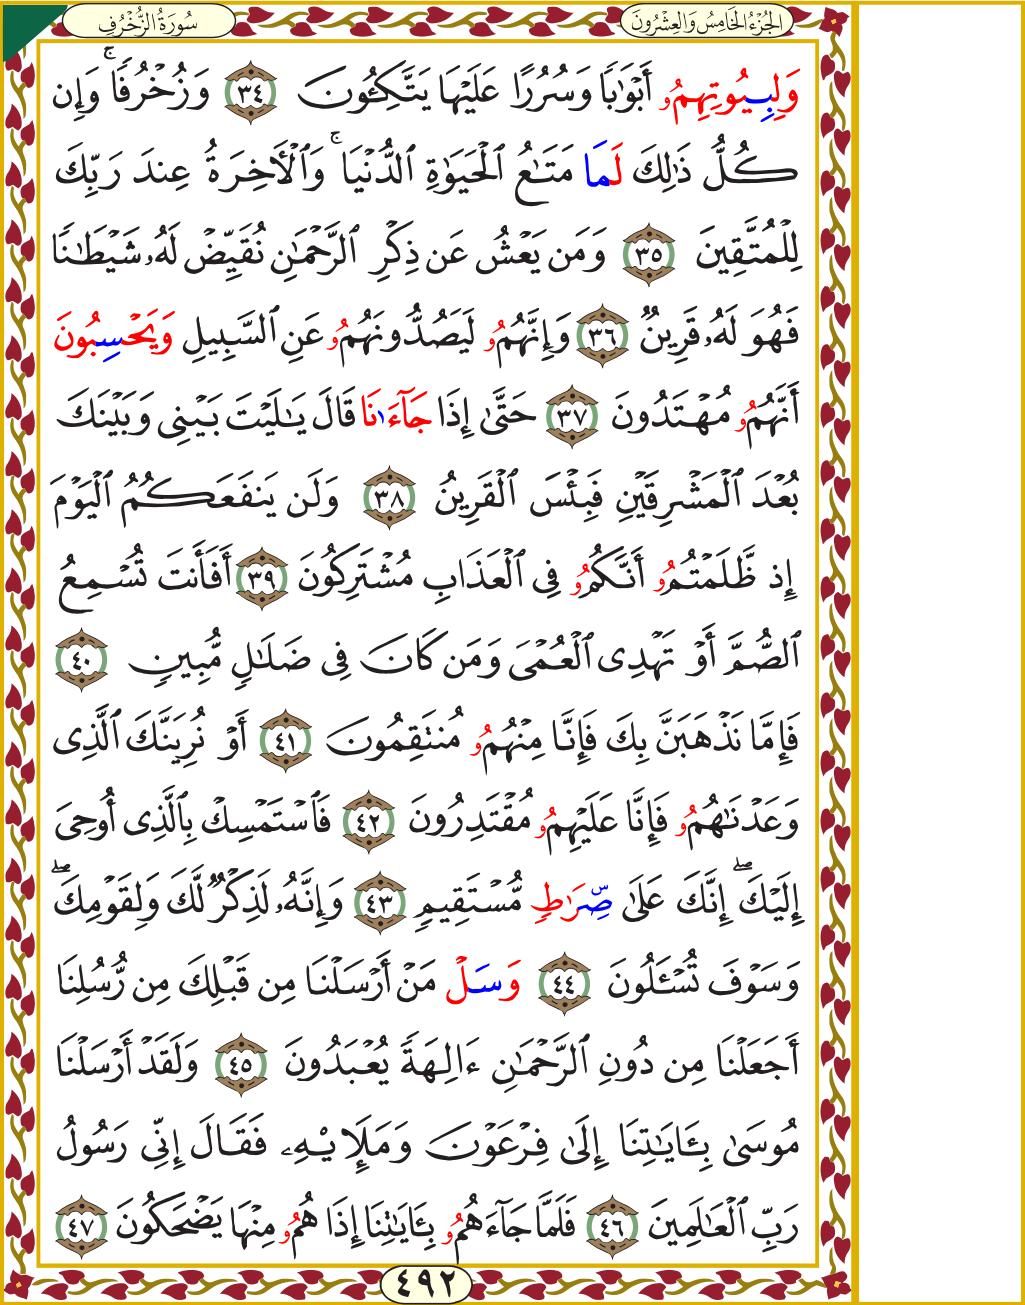 الجُزْءُ الخَامِسُ وَالعِشْرُونَ
سُورَةُ الزُّخْرُفِ
وَلِبِيُوتِهِمُۥ أَبْوَٰبًا وَسُرُرًا عَلَيْهَا يَتَّكِـُٔونَ ٣٤ وَزُخْرُفًا ۚ وَإِن
كُلُّ ذَٰلِكَ لَمَا مَتَـٰعُ ٱلْحَيَوٰةِ ٱلدُّنْيَا ۚ وَٱلْـَٔاخِرَةُ عِندَ رَبِّكَ
لِلْمُتَّقِينَ ٣٥ وَمَن يَعْشُ عَن ذِكْرِ ٱلرَّحْمَـٰنِ نُقَيِّضْ لَهُۥ شَيْطَـٰنًا
فَهُوَ لَهُۥ قَرِينٌ ٣٦ وَإِنَّهُمُۥ لَيَصُدُّونَهُمُۥ عَنِ ٱلسَّبِيلِ وَيَحْسِبُونَ
أَنَّهُمُۥ مُهْتَدُونَ ٣٧ حَتَّىٰ إِذَا جَآءَٰنَا قَالَ يَـٰلَيْتَ بَيْنِى وَبَيْنَكَ
بُعْدَ ٱلْمَشْرِقَيْنِ فَبِئْسَ ٱلْقَرِينُ ٣٨ وَلَن يَنفَعَكُمُ ٱلْيَوْمَ
إِذ ظَّلَمْتُمُۥ أَنَّكُمُۥ فِى ٱلْعَذَابِ مُشْتَرِكُونَ ٣٩ أَفَأَنتَ تُسْمِعُ
ٱلصُّمَّ أَوْ تَهْدِى ٱلْعُمْىَ وَمَن كَانَ فِى ضَلَـٰلٍ مُّبِينٍ ٤٠
فَإِمَّا نَذْهَبَنَّ بِكَ فَإِنَّا مِنْهُمُۥ مُنتَقِمُونَ ٤١ أَوْ نُرِيَنَّكَ ٱلَّذِى
وَعَدْنَـٰهُمُۥ فَإِنَّا عَلَيْهِمُۥ مُقْتَدِرُونَ ٤٢ فَٱسْتَمْسِكْ بِٱلَّذِى أُوحِىَ
إِلَيْكَ ۖ إِنَّكَ عَلَىٰ صِّرَٰطٍ مُّسْتَقِيمٍ ٤٣ وَإِنَّهُۥ لَذِكْرٌ لَّكَ وَلِقَوْمِكَ ۖ
وَسَوْفَ تُسْـَٔلُونَ ٤٤ وَسَلْ مَنْ أَرْسَلْنَا مِن قَبْلِكَ مِن رُّسُلِنَا
أَجَعَلْنَا مِن دُونِ ٱلرَّحْمَـٰنِ ءَالِهَةً يُعْبَدُونَ ٤٥ وَلَقَدْ أَرْسَلْنَا
مُوسَىٰ بِـَٔايَـٰتِنَا إِلَىٰ فِرْعَوْنَ وَمَلَإِيْهِۦ فَقَالَ إِنِّى رَسُولُ
رَبِّ ٱلْعَـٰلَمِينَ ٤٦ فَلَمَّا جَآءَهُمُۥ بِـَٔايَـٰتِنَا إِذَا هُمُۥ مِنْهَا يَضْحَكُونَ ٤٧
٤٩٢